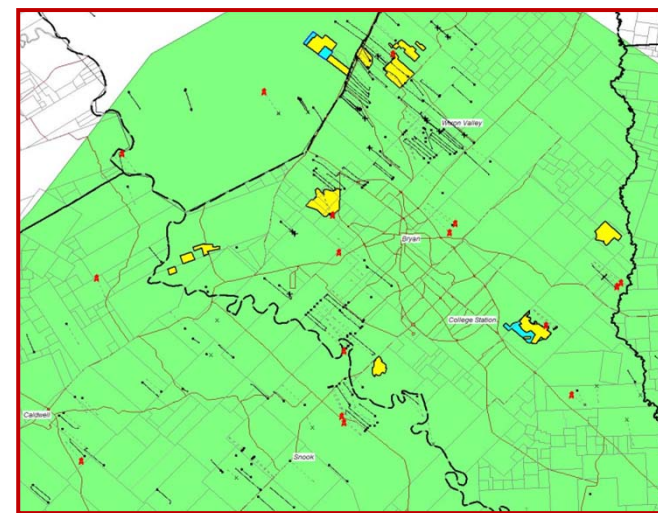 Wixon Valley
Bryan
College Station
Caldwell
Snook